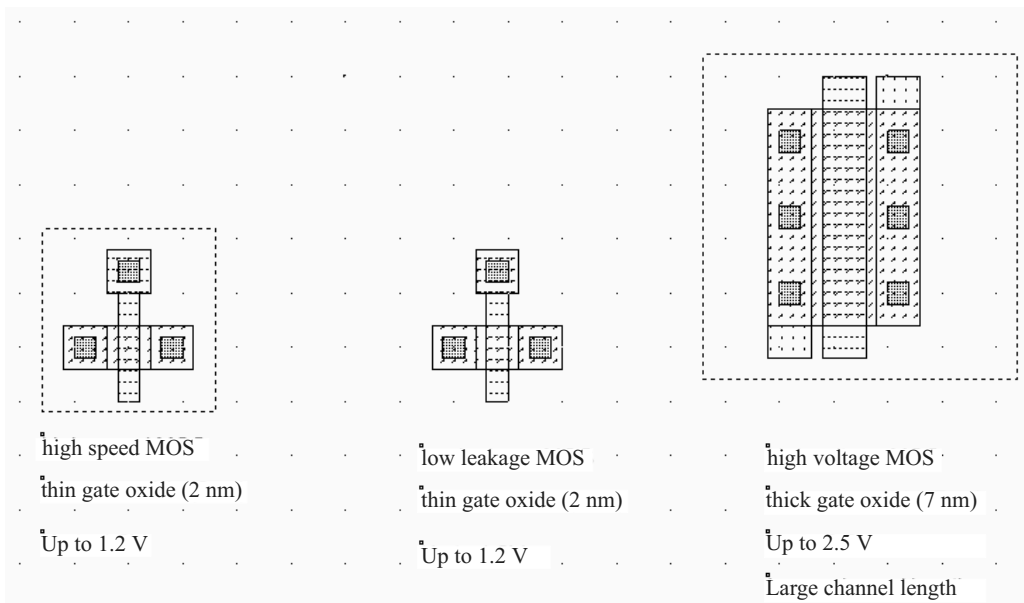 high speed MOS
thin gate oxide (2 nm)
Up to 1.2 V
low leakage MOS
thin gate oxide (2 nm)
Up to 1.2 V
high voltage MOS
thick gate oxide (7 nm)
Up to 2.5 V
Large channel length